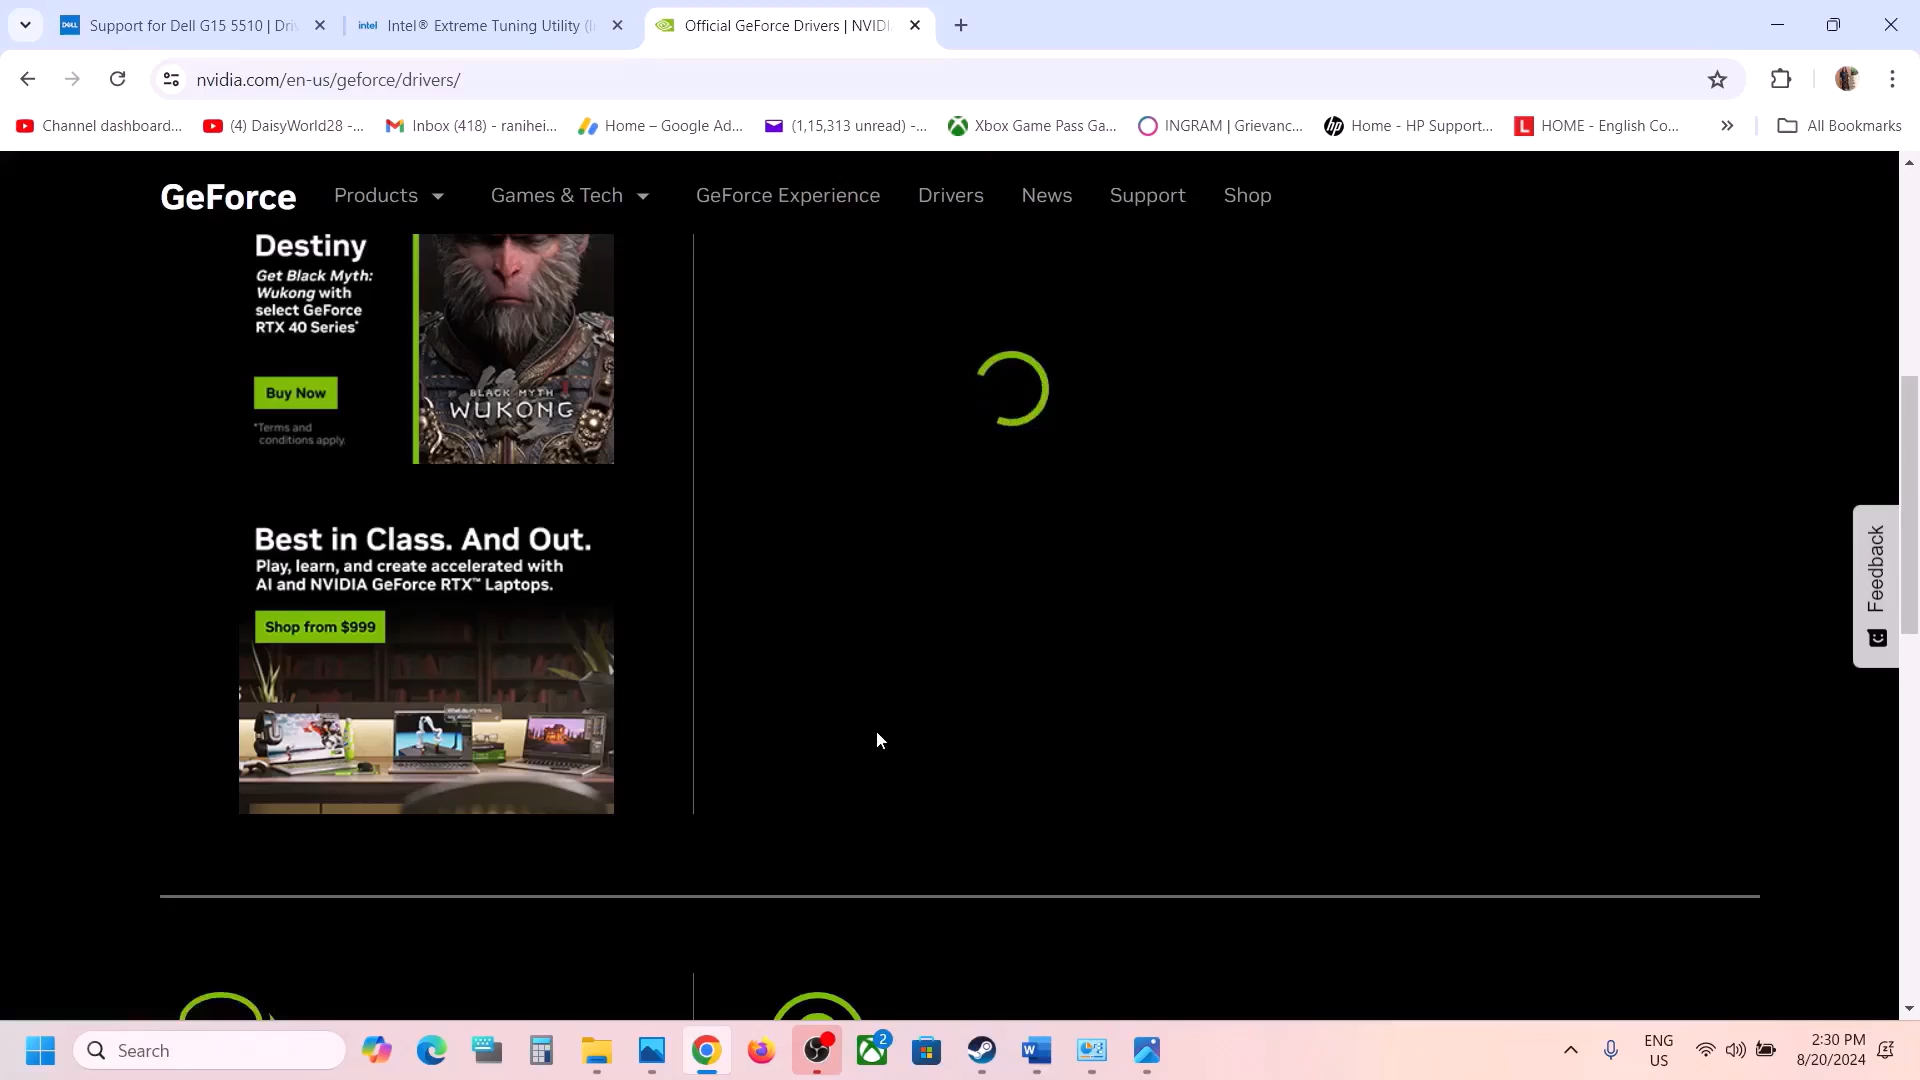 Support for Dell G15 5510 | Dri
Intel® Extreme Tuning Utility (I
Official GeForce Drivers | NVIDI
nvidia.com/en-us/geforce/drivers/
Channel dashboard...
(4) DaisyWorld28 -...
Inbox (418) - ranihei...
Home – Google Ad...
(1,15,313 unread) -...
Xbox Game Pass Ga...
INGRAM | Grievanc...
Home - HP Support...
HOME - English Co...
All Bookmarks
GeForce
Products
Games & Tech
GeForce Experience
Drivers
News
Support
Shop
Destiny
Get Black Myth:
Wukong with
select GeForce
RTX 40 Series*
Buy Now
*Terms and
conditions apply.
BLACK MYTH
WUKONG
Best in Class. And Out.
Play, learn, and create accelerated with
AI and NVIDIA GeForce RTX™ Laptops.
Shop from $999
Feedback
Search
2
ENG
US
2:30 PM
8/20/2024